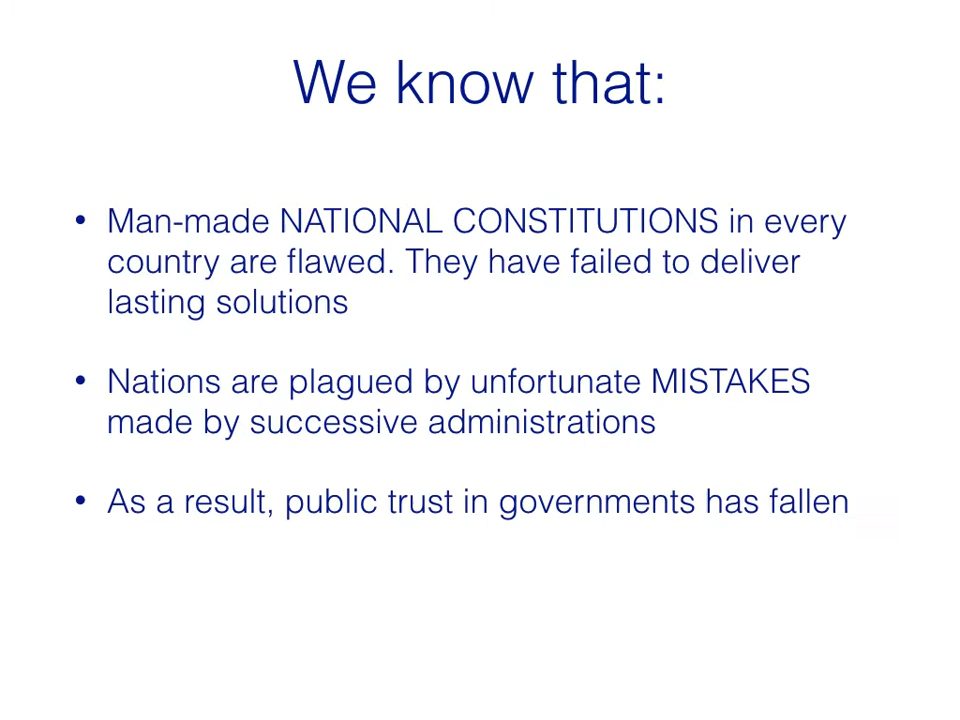 We know that:
• Man-made NATIONAL CONSTITUTIONS in every
country are flawed. They have failed to deliver
lasting solutions
• Nations are plagued by unfortunate MISTAKES
made by successive administrations
• As a result, public trust in governments has fallen